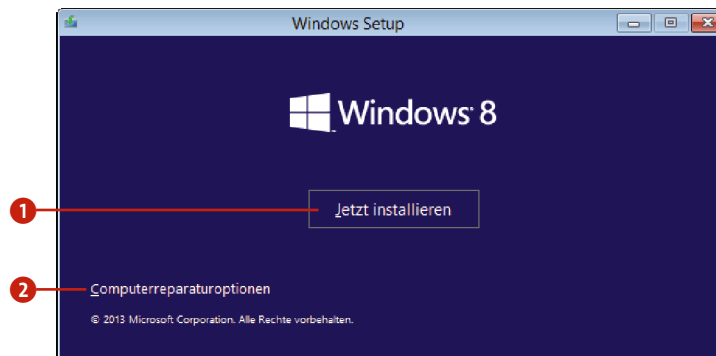 Windows Setup
Windows 8
1
Jetzt installieren
2
Computerreparaturoptionen
© 2013 Microsoft Corporation. Alle Rechte vorbehalten.